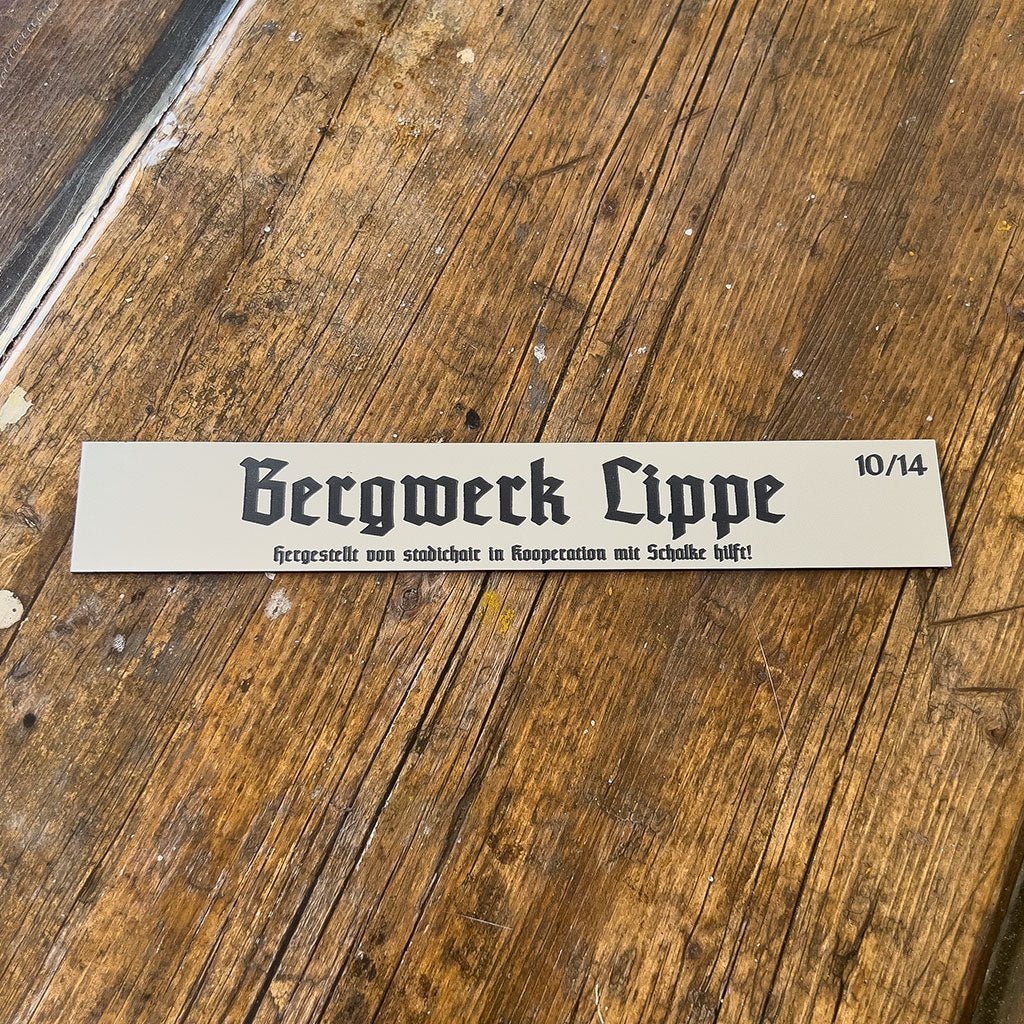 Bergwerk Lippe
10/14
Hergestellt von stadichair in Kooperation mit Schalke hilft!